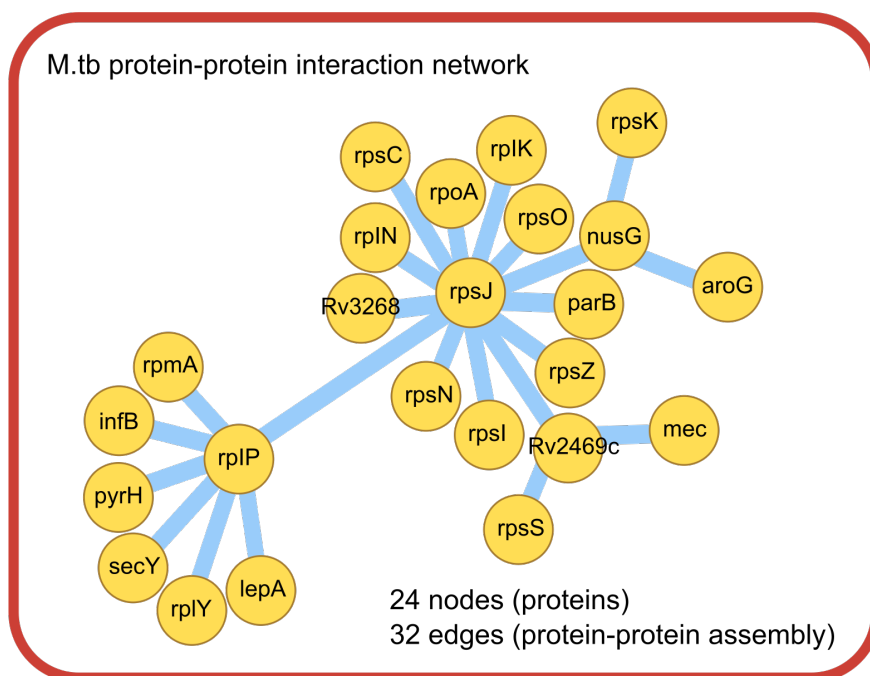 M.tb protein-protein interaction network
rpsK
rpsC
rplK
rpoA
rpsO
rplN
nusG
rpsJ
aroG
Rv3268
parB
rpmA
rpsZ
rpsN
infB
rpsI
mec
Rv2469c
rplP
pyrH
rpsS
secY
lepA
rplY
24 nodes (proteins)
32 edges (protein-protein assembly)